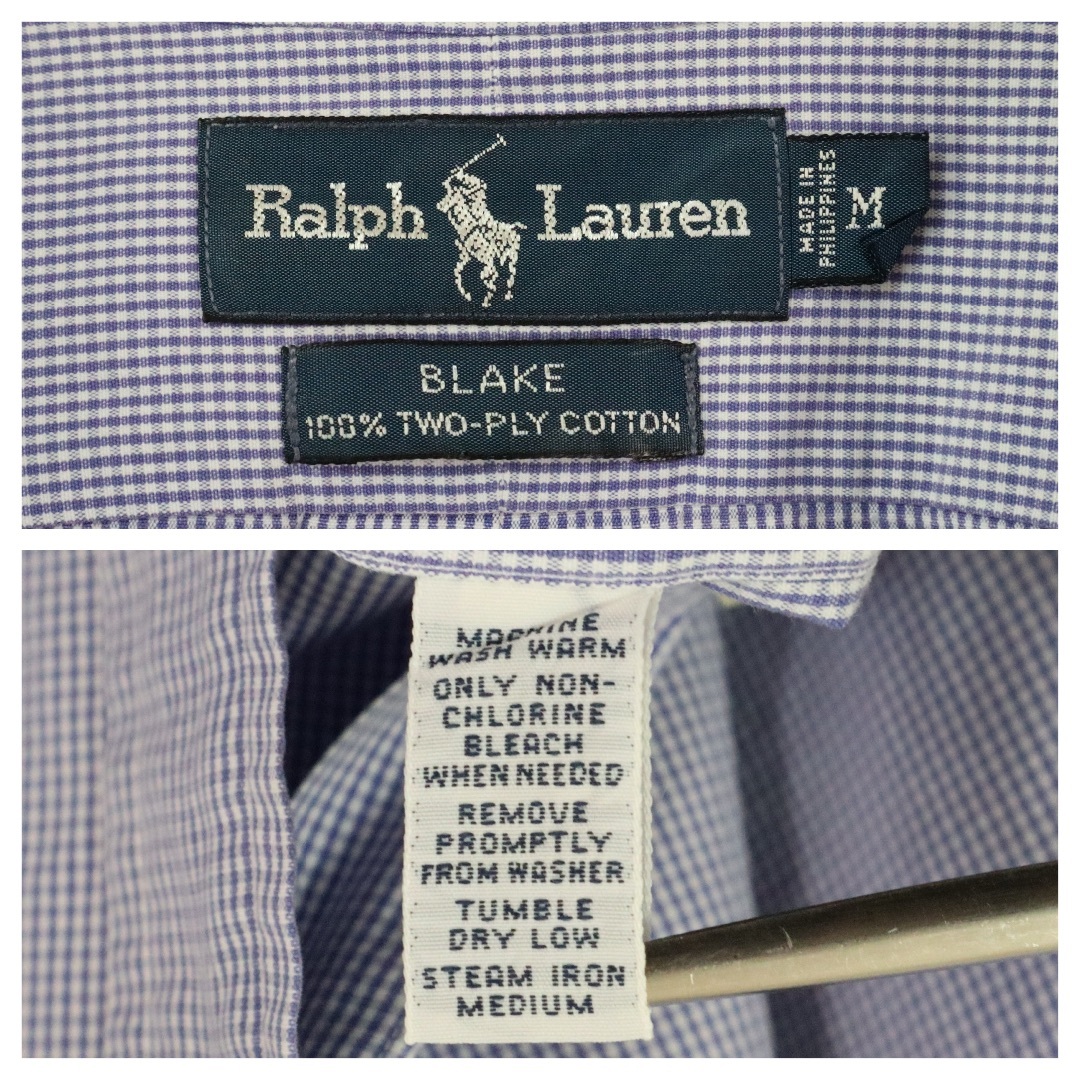 Ralph Lauren
MADE IN
PHILIPPINES
M
BLAKE
100% TWO-PLY COTTON
MACHINE
WASH WARM
ONLY NON-
CHLORINE
BLEACH
WHEN NEEDED
REMOVE
PROMPTLY
FROM WASHER
TUMBLE
DRY LOW
STEAM IRON
MEDIUM